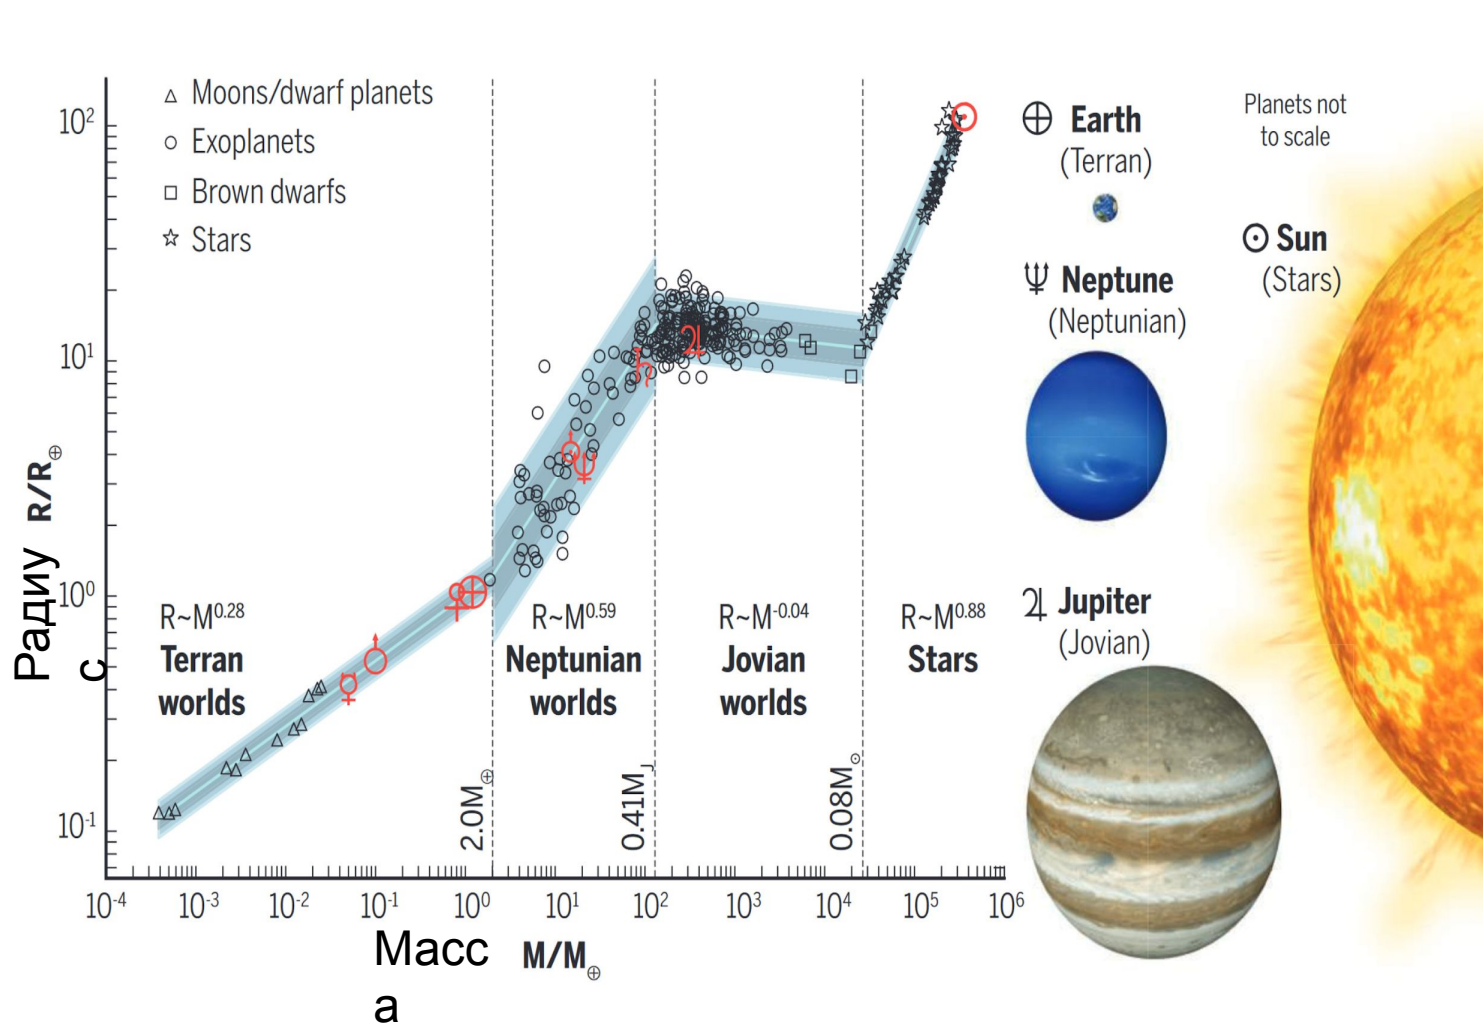 Moons/dwarf planets
Exoplanets
Brown dwarfs
Stars
10²
10¹
10⁰
10⁻¹
Радиу
с
R/R⊕
R~M⁰·²⁸
Terran
worlds
R~M⁰·⁵⁹
Neptunian
worlds
R~M⁻⁰·⁰⁴
Jovian
worlds
R~M⁰·⁸⁸
Stars
2.0M⊕
0.41MJ
0.08M☉
10⁻⁴ 10⁻³ 10⁻² 10⁻¹ 10⁰ 10¹ 10² 10³ 10⁴ 10⁵ 10⁶
Масс
а
M/M⊕
⊕ Earth
(Terran)
♆ Neptune
(Neptunian)
♃ Jupiter
(Jovian)
Planets not
to scale
☉ Sun
(Stars)